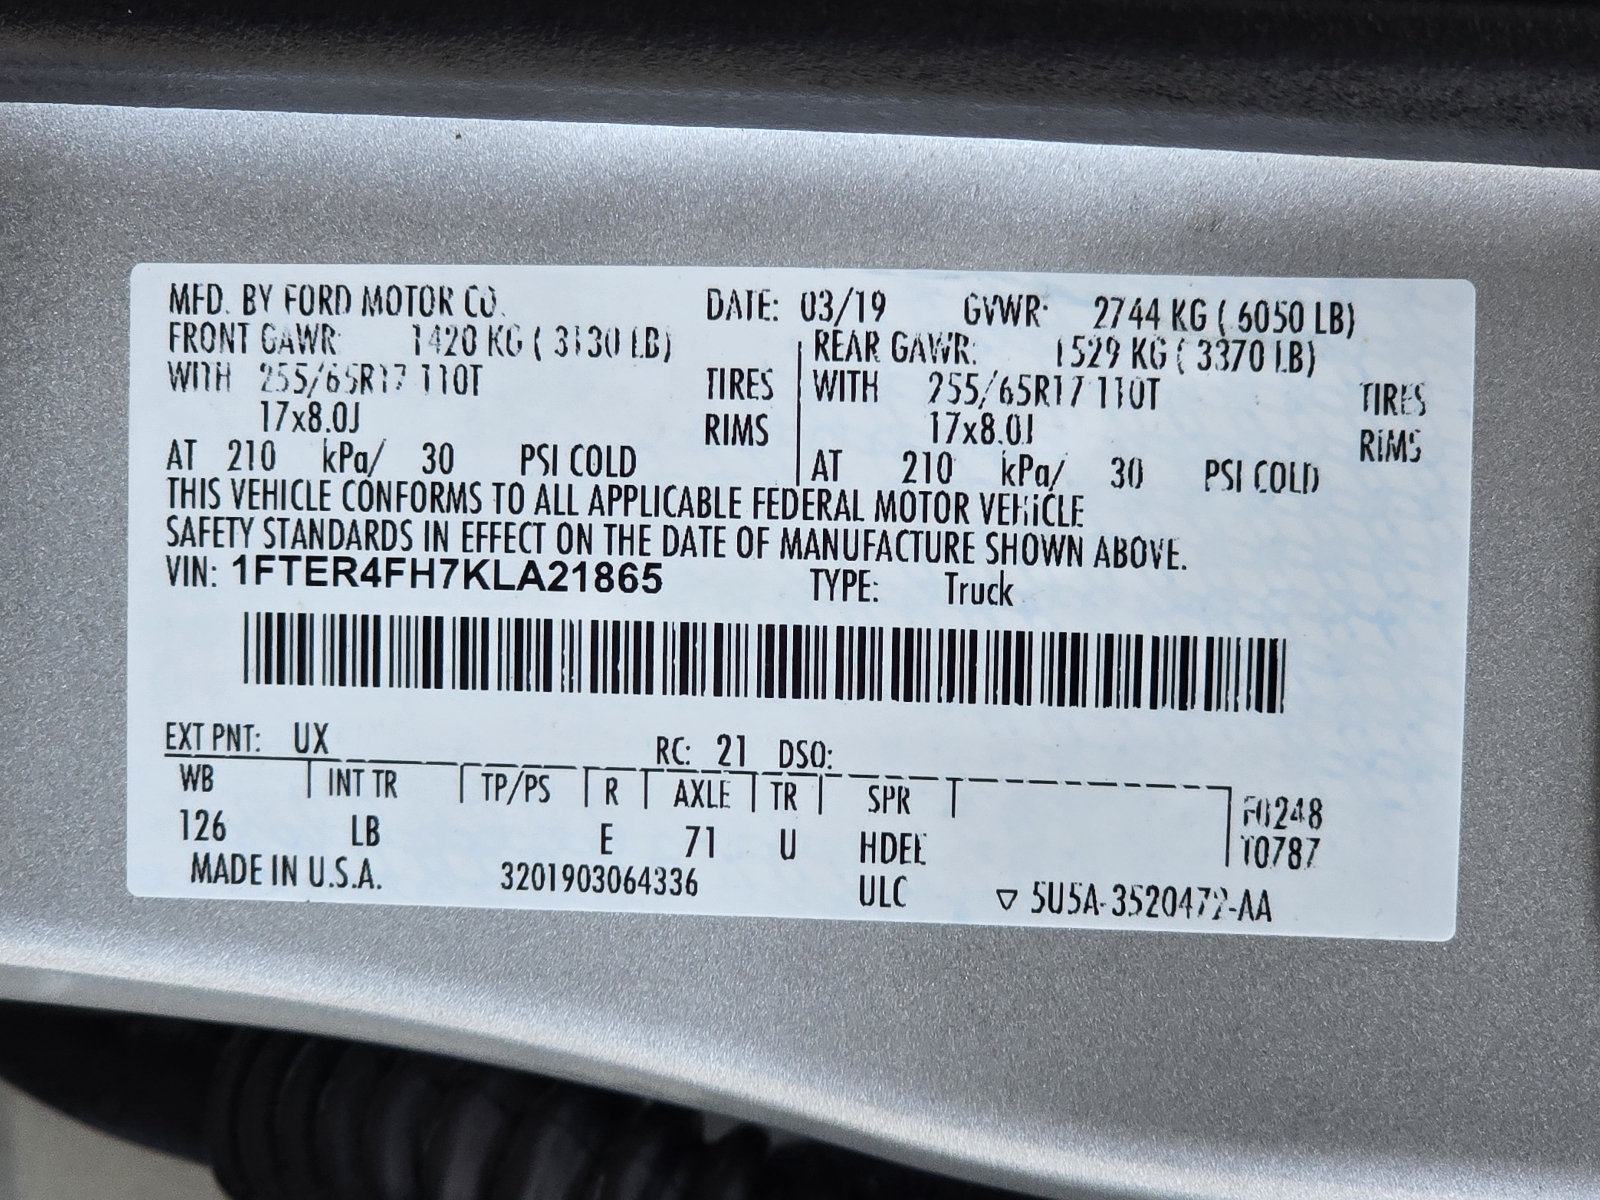 MFD. BY FORD MOTOR CO. DATE: 03/19 GVWR: 2744 KG ( 6050 LB)
FRONT GAWR: 1420 KG ( 3130 LB) REAR GAWR: 1529 KG ( 3370 LB)
WITH 255/65R17 110T TIRES WITH 255/65R17 110T TIRES
17x8.0J RIMS 17x8.0J RIMS
AT 210 kPa/ 30 PSI COLD AT 210 kPa/ 30 PSI COLD
THIS VEHICLE CONFORMS TO ALL APPLICABLE FEDERAL MOTOR VEHICLE
SAFETY STANDARDS IN EFFECT ON THE DATE OF MANUFACTURE SHOWN ABOVE.
VIN: 1FTER4FH7KLA21865 TYPE: Truck
EXT PNT: UX RC: 21 DSO:
WB INT TR TP/PS R AXLE TR SPR F0248
126 LB E 71 U HDEE T0787
MADE IN U.S.A. 3201903064336 ULC ▽ 5U5A-3520472-AA